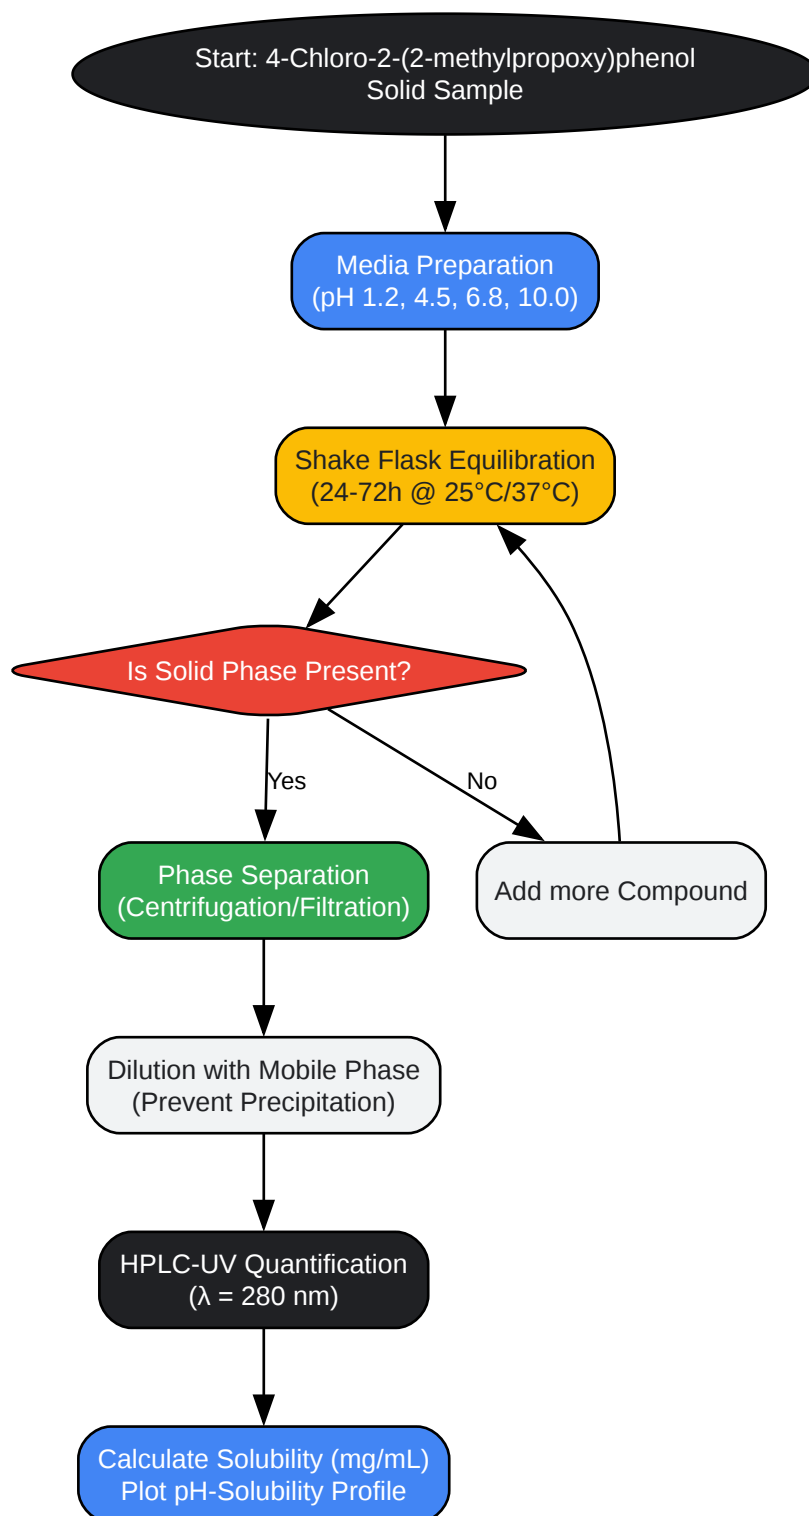 Start: 4-Chloro-2-(2-methylpropoxy)phenol
Solid Sample
Media Preparation
(pH 1.2, 4.5, 6.8, 10.0)
Shake Flask Equilibration
(24-72h @ 25°C/37°C)
Is Solid Phase Present?
Yes
No
Phase Separation
(Centrifugation/Filtration)
Add more Compound
Dilution with Mobile Phase
(Prevent Precipitation)
HPLC-UV Quantification
(λ = 280 nm)
Calculate Solubility (mg/mL)
Plot pH-Solubility Profile